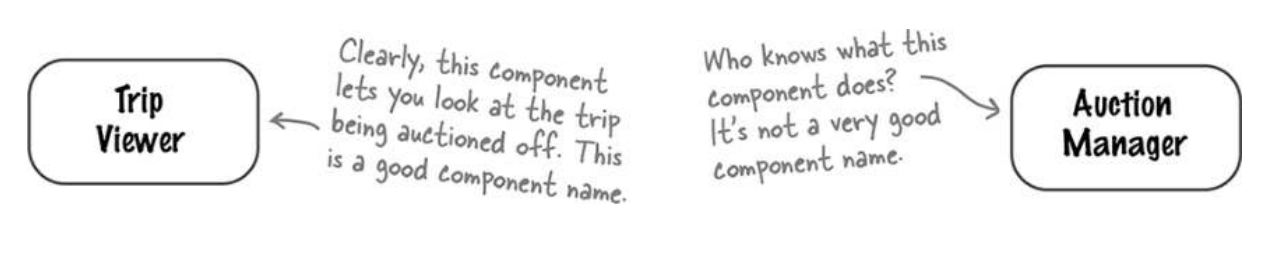 Trip
Viewer
Clearly, this component
lets you look at the trip
being auctioned off. This
is a good component name.
Who knows what this
component does?
It's not a very good
component name.
Auction
Manager